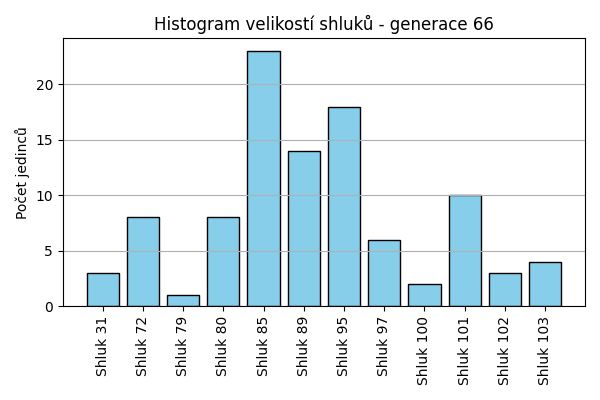 Histogram velikostí shluků - generace 66
Počet jedinců
20
15
10
5
0
Shluk 31
Shluk 72
Shluk 79
Shluk 80
Shluk 85
Shluk 89
Shluk 95
Shluk 97
Shluk 100
Shluk 101
Shluk 102
Shluk 103